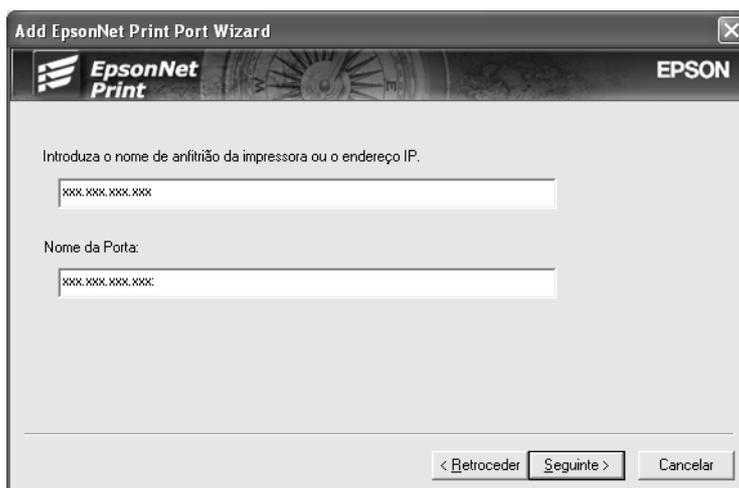 Add EpsonNet Print Port Wizard
EpsonNet
Print
EPSON
W
E
Introduza o nome de anfitrião da impressora ou o endereço IP.
xxx.xxx.xxx.xxx
Nome da Porta:
xxx.xxx.xxx.xxx:
< Retroceder
Seguinte >
Cancelar